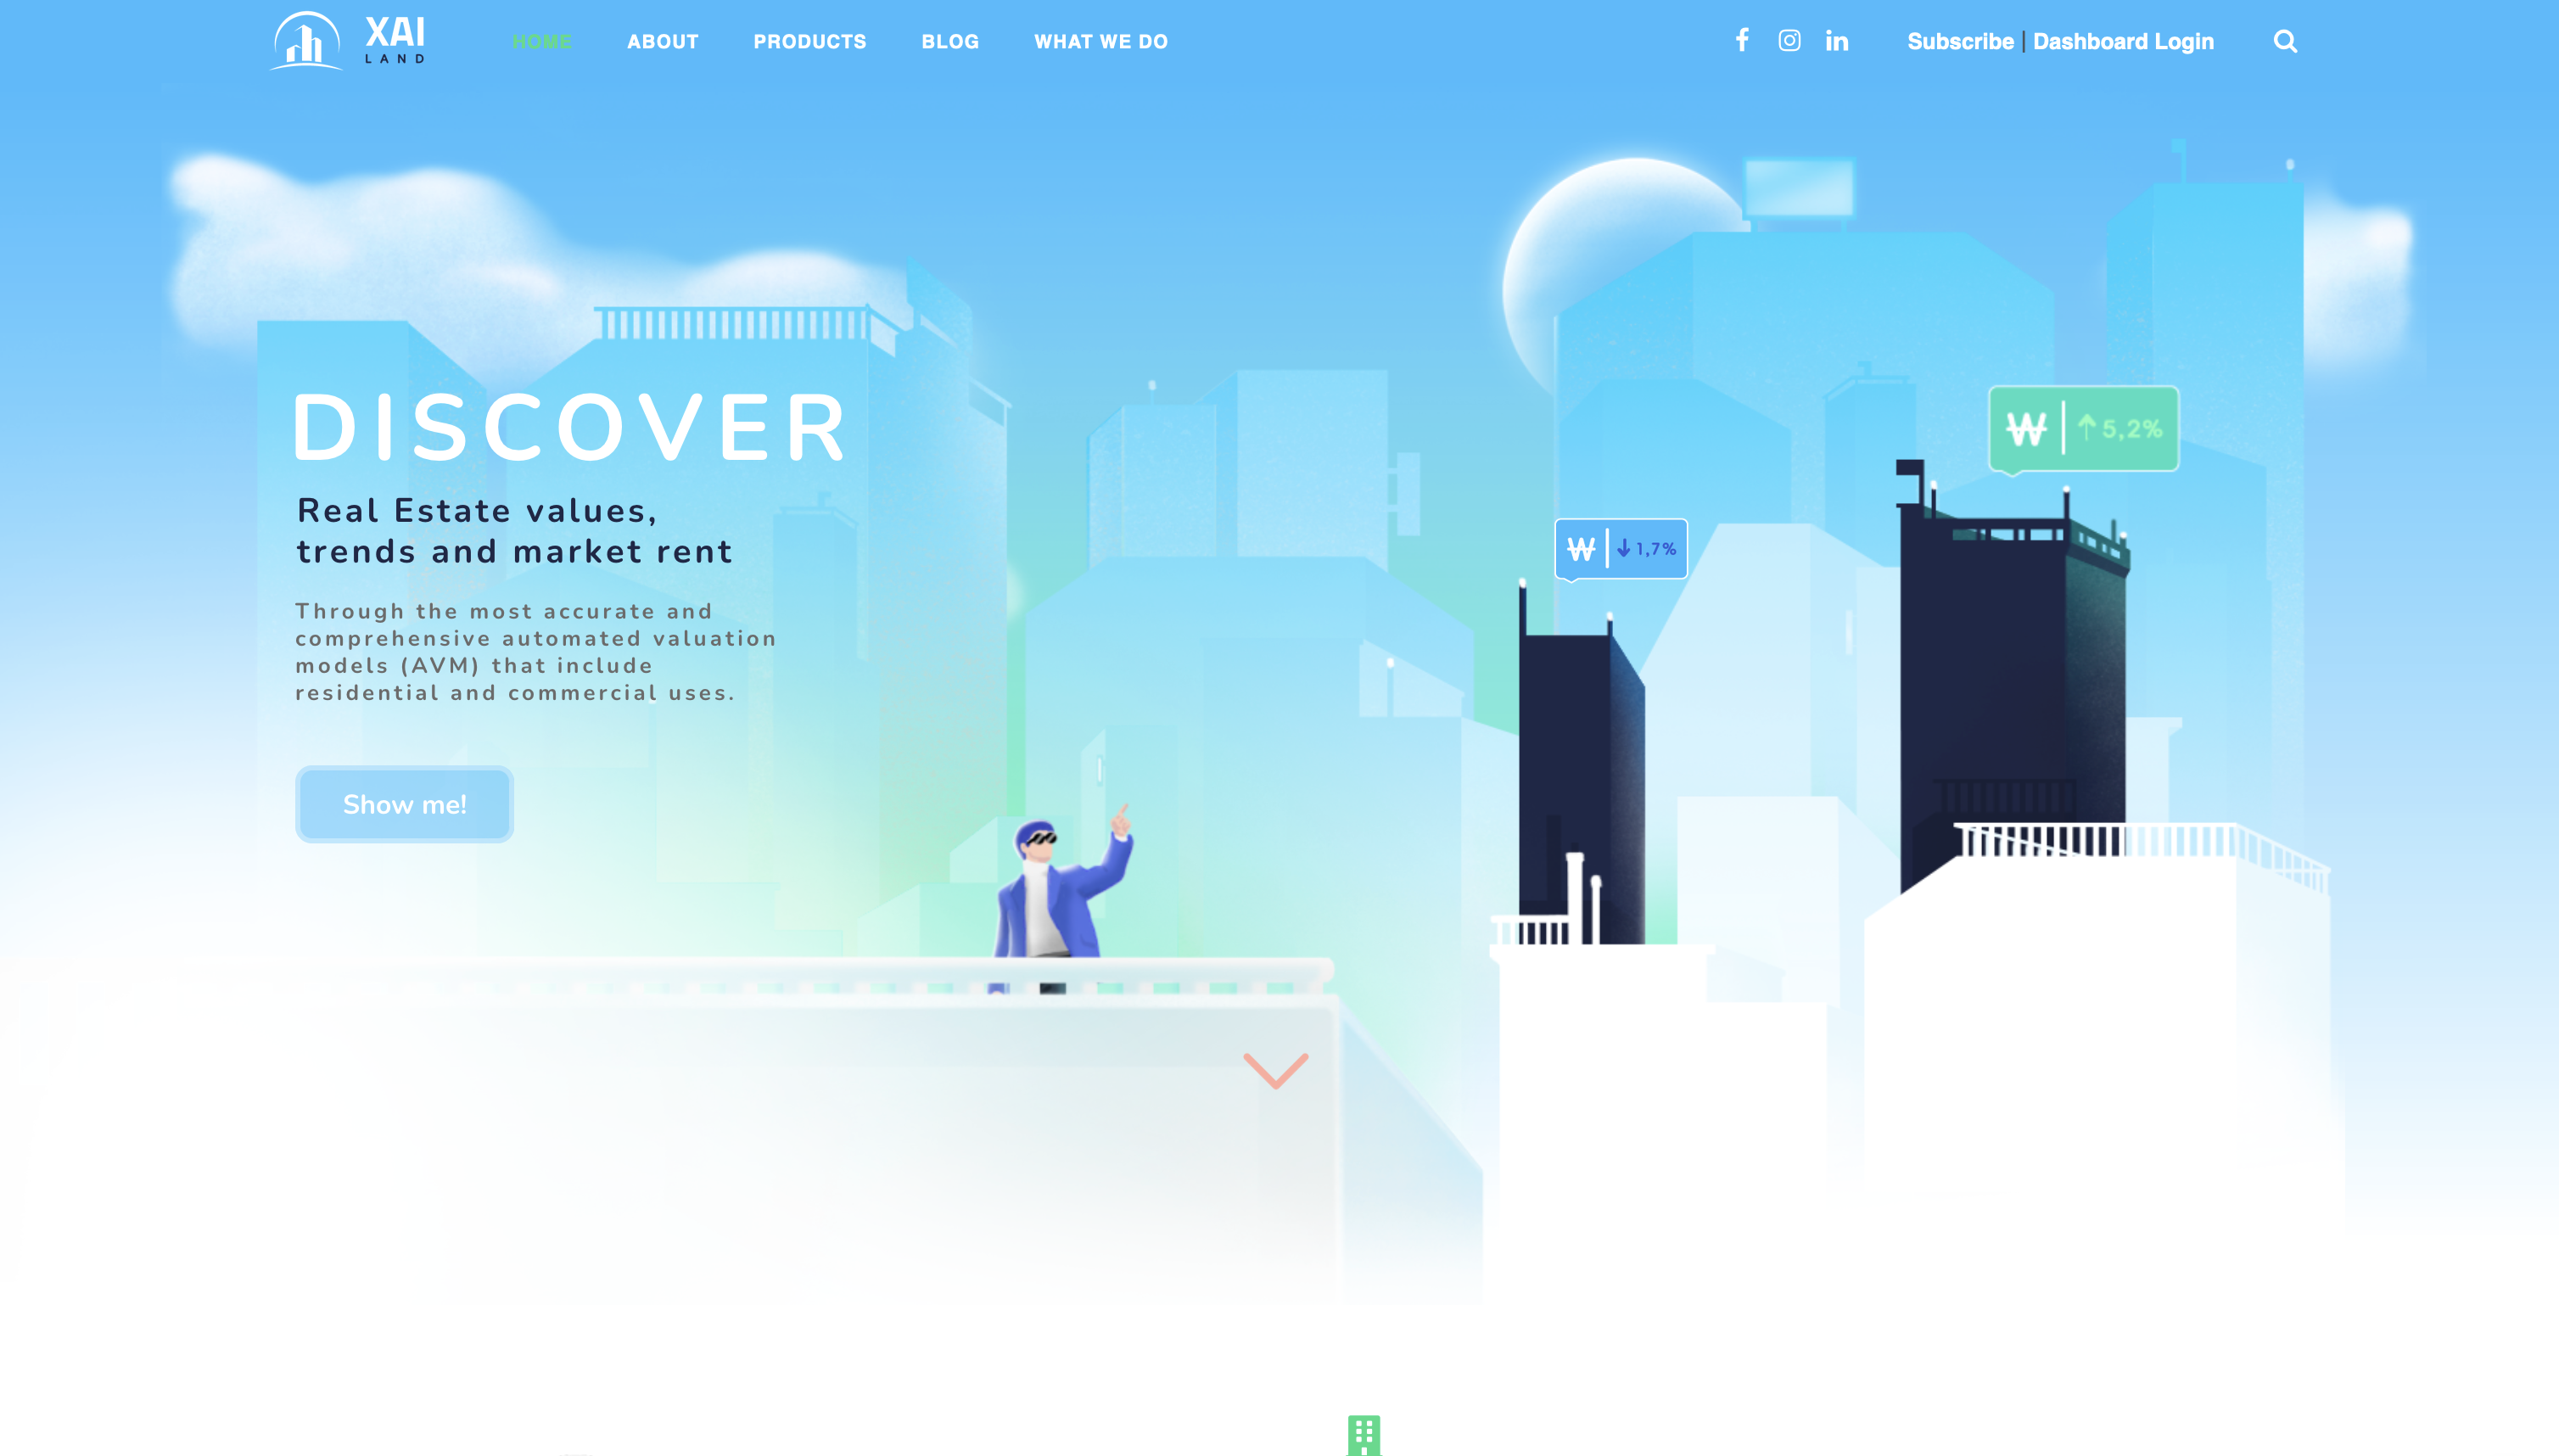 XAI
LAND
HOME
ABOUT
PRODUCTS
BLOG
WHAT WE DO
Subscribe | Dashboard Login
DISCOVER
Real Estate values,
trends and market rent
Through the most accurate and
comprehensive automated valuation
models (AVM) that include
residential and commercial uses.
Show me!
₩ | ↓ 1,7%
₩ | ↑ 5,2%